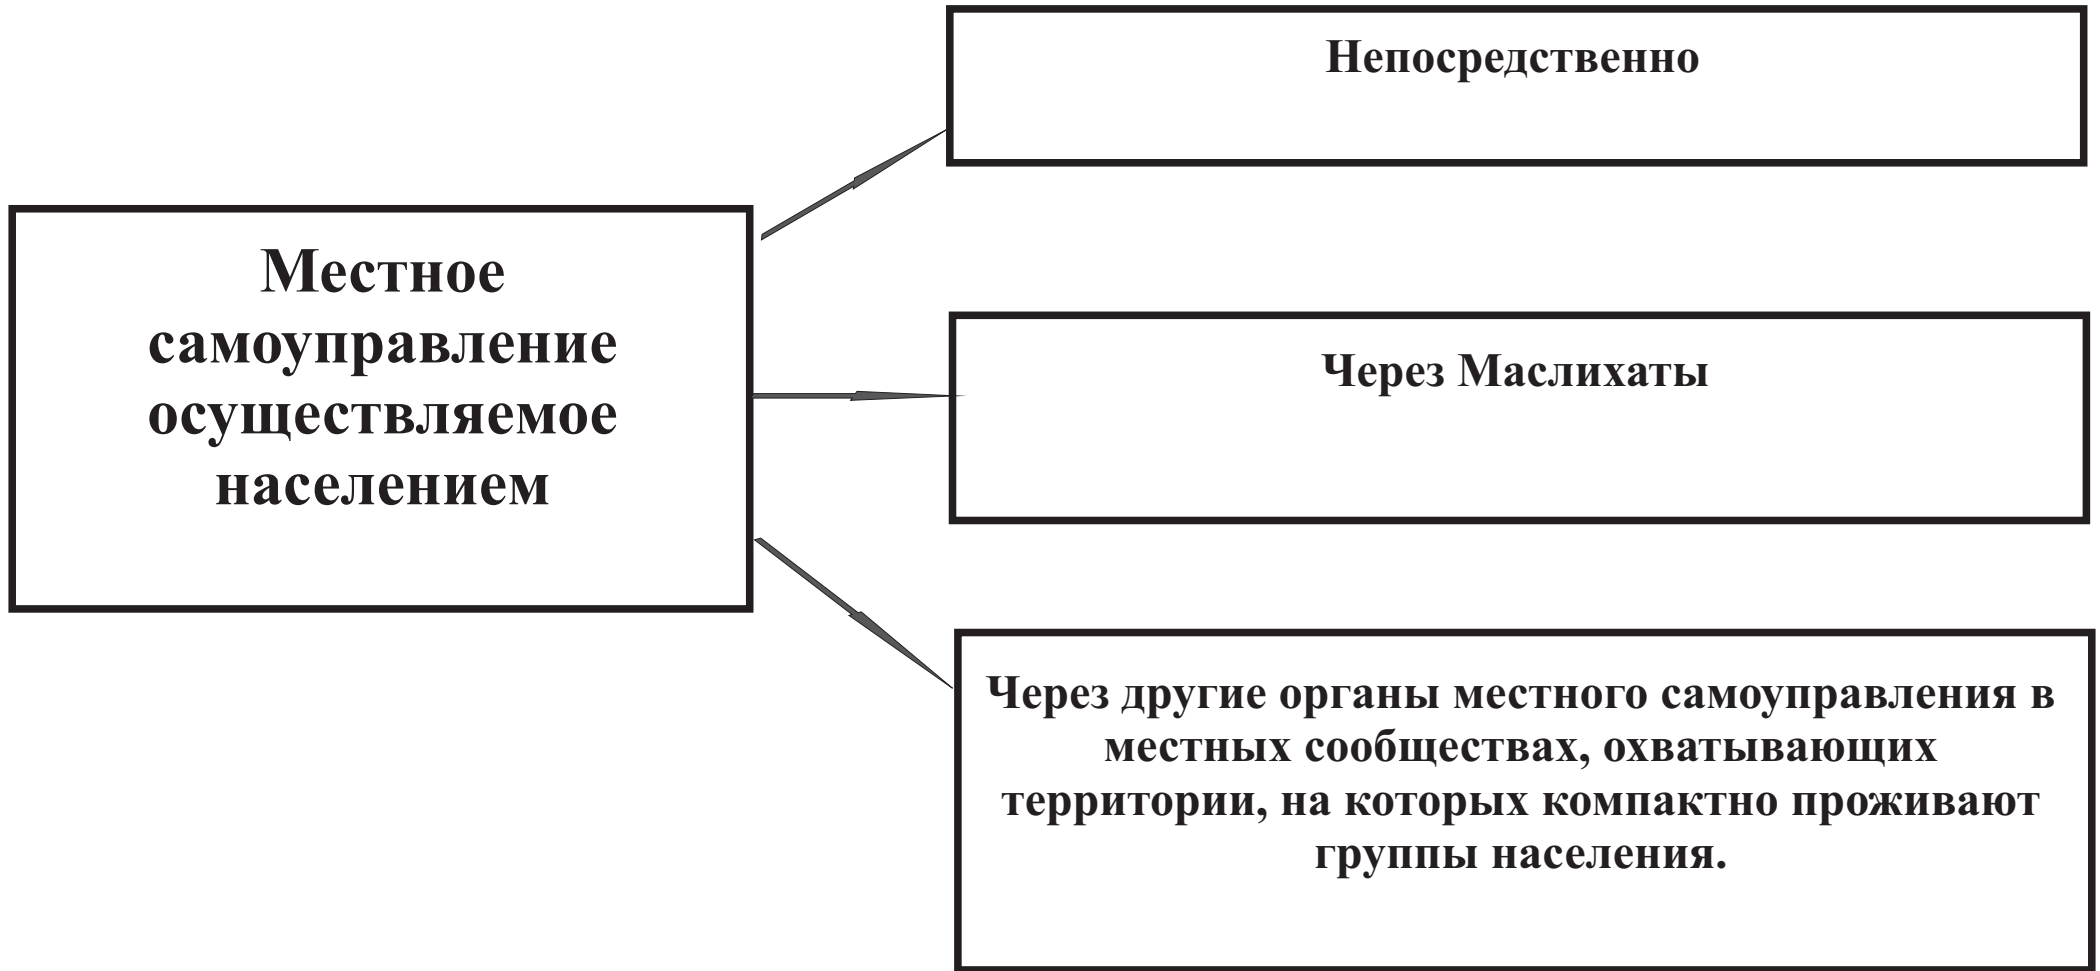 Непосредственно
Местное
самоуправление
осуществляемое
населением
Через Маслихаты
Через другие органы местного самоуправления в
местных сообществах, охватывающих
территории, на которых компактно проживают
группы населения.